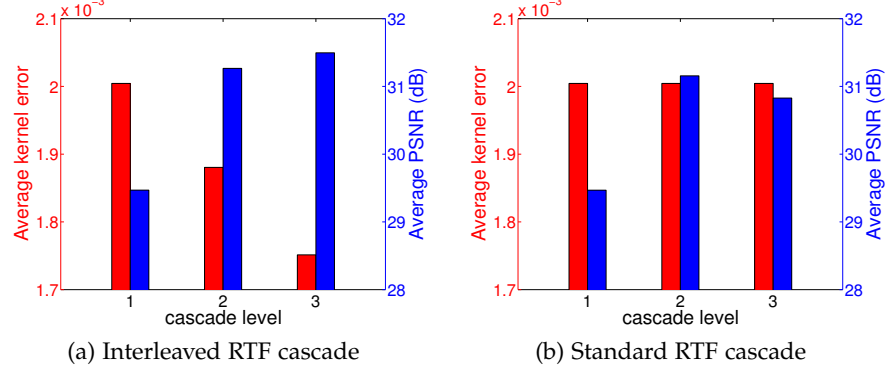 x 10⁻³
2.1
2
1.9
1.8
1.7
Average kernel error
32
31
30
29
28
Average PSNR (dB)
1 2 3
cascade level
(a) Interleaved RTF cascade
x 10⁻³
2.1
2
1.9
1.8
1.7
Average kernel error
32
31
30
29
28
Average PSNR (dB)
1 2 3
cascade level
(b) Standard RTF cascade